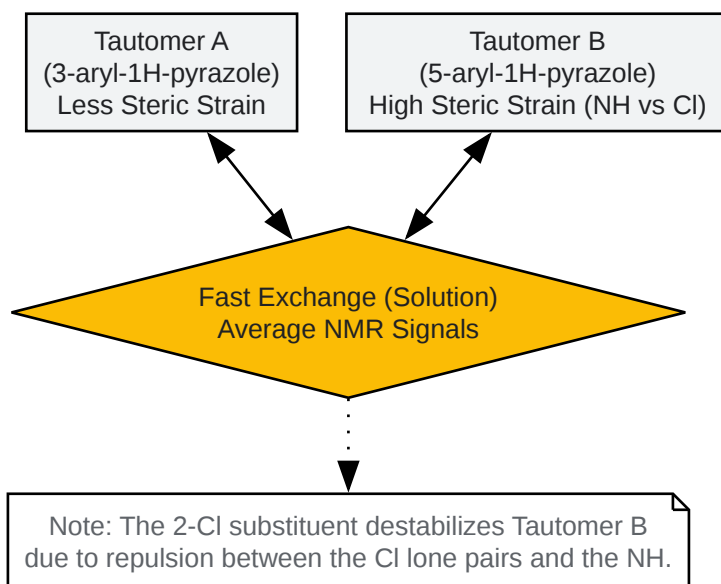 Tautomer A
(3-aryl-1H-pyrazole)
Less Steric Strain
Tautomer B
(5-aryl-1H-pyrazole)
High Steric Strain (NH vs Cl)
Fast Exchange (Solution)
Average NMR Signals
Note: The 2-Cl substituent destabilizes Tautomer B
due to repulsion between the Cl lone pairs and the NH.